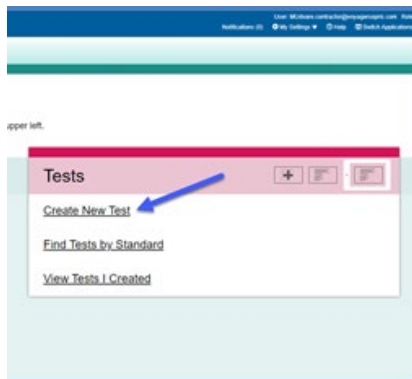 Notifications (0) My Settings ▼ Help Switch Applications
upper left.
Tests
Create New Test
Find Tests by Standard
View Tests I Created